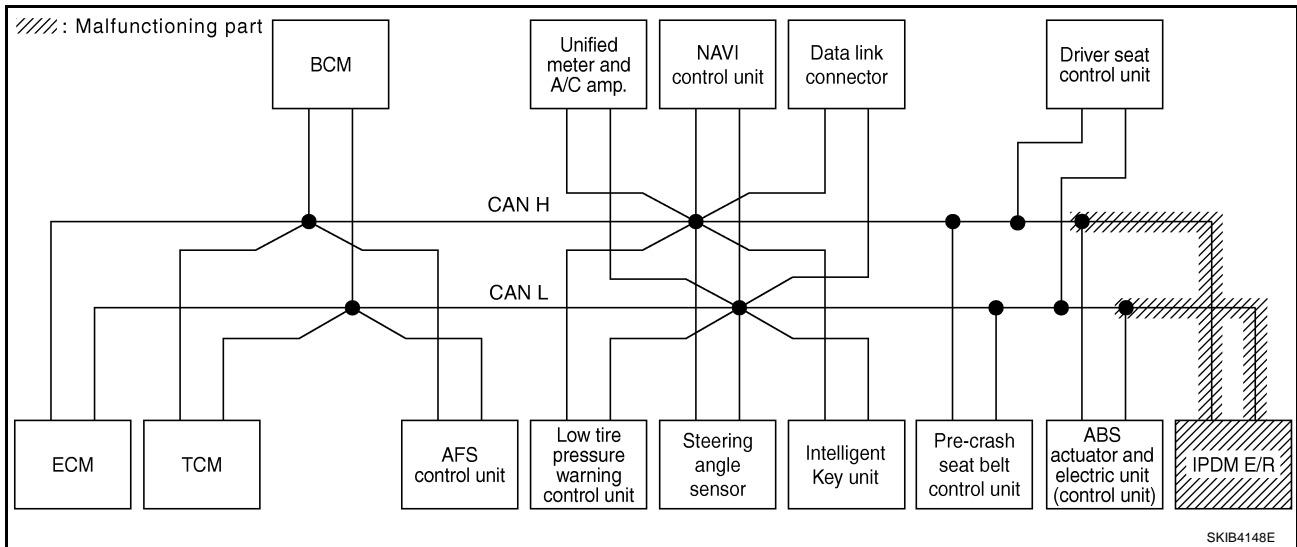 : Malfunctioning part
BCM
Unified
meter and
A/C amp.
NAVI
control unit
Data link
connector
Driver seat
control unit
CAN H
CAN L
ECM
TCM
AFS
control unit
Low tire
pressure
warning
control unit
Steering
angle
sensor
Intelligent
Key unit
Pre-crash
seat belt
control unit
ABS
actuator and
electric unit
(control unit)
IPDM E/R
SKIB4148E